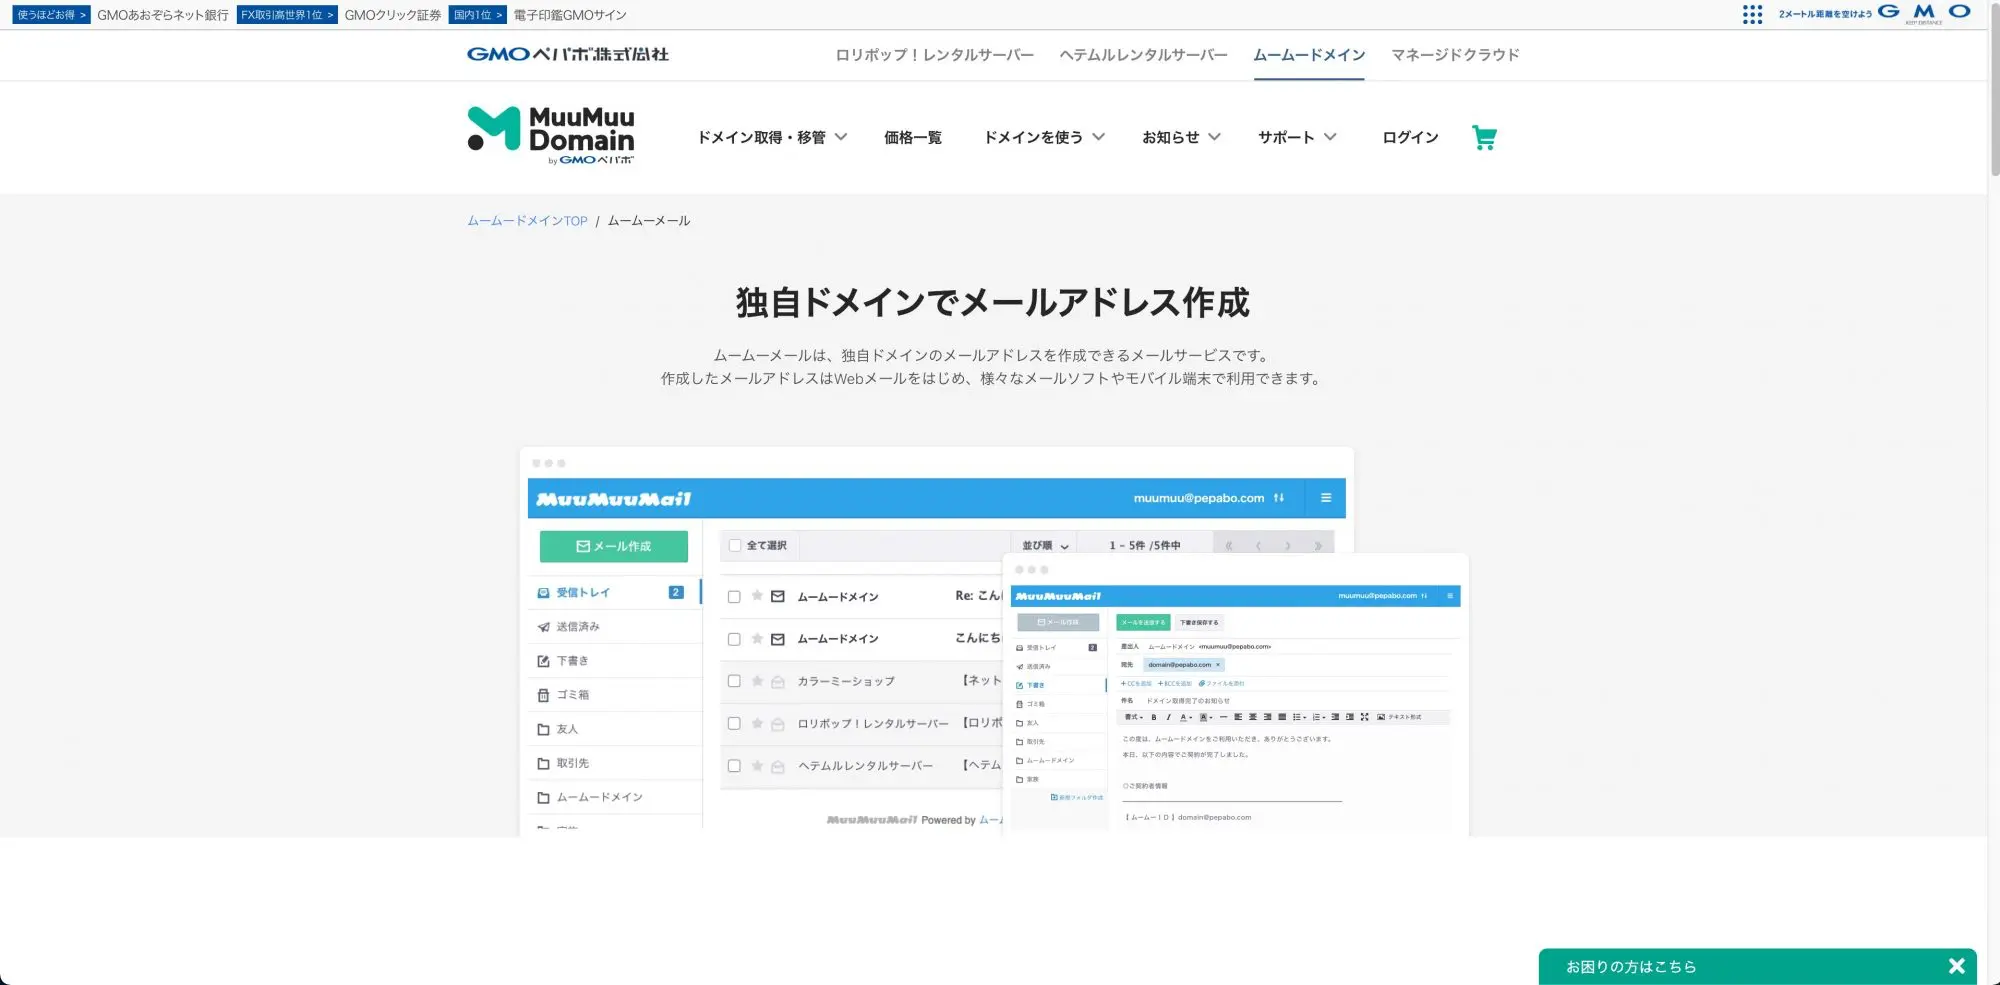 使うほどお得 > GMOあおぞらネット銀行 FX取引高世界1位 > GMOクリック証券 国内1位 > 電子印鑑GMOサイン
2メートル距離を空けよう G M O
KEEP DISTANCE
GMOペパボ株式会社 ロリポップ！レンタルサーバー ヘテムルレンタルサーバー ムームードメイン マネージドクラウド
MuuMuu
Domain
by GMOペパボ
ドメイン取得・移管 価格一覧 ドメインを使う お知らせ サポート ログイン
ムームードメインTOP / ムームーメール
独自ドメインでメールアドレス作成
ムームーメールは、独自ドメインのメールアドレスを作成できるメールサービスです。
作成したメールアドレスはWebメールをはじめ、様々なメールソフトやモバイル端末で利用できます。
MuuMuuMail muumuu@pepabo.com
メール作成
受信トレイ 2
送信済み
下書き
ゴミ箱
友人
取引先
ムームードメイン
全て選択 並び順 1 - 5件 /5件中
ムームードメイン Re: こん
ムームードメイン こんにち
カラーミーショップ 【ネット
ロリポップ！レンタルサーバー 【ロリポ
ヘテムルレンタルサーバー 【ヘテム
MuuMuuMail Powered by ムー
MuuMuuMail muumuu@pepabo.com
メール作成
受信トレイ 2
送信済み
下書き
ゴミ箱
友人
取引先
ムームードメイン
家族
新規フォルダ作成
メールを送信する 下書き保存する
差出人 ムームードメイン <muumuu@pepabo.com>
宛先 domain@pepabo.com ×
+CCを追加 +BCCを追加 ファイルを添付
件名 ドメイン取得完了のお知らせ
書式 B I A A テキスト形式
この度は、ムームードメインをご利用いただき、ありがとうございます。
本日、以下の内容でご契約が完了しました。
◎ご契約者情報
【 ムームーＩＤ 】domain@pepabo.com
お困りの方はこちら